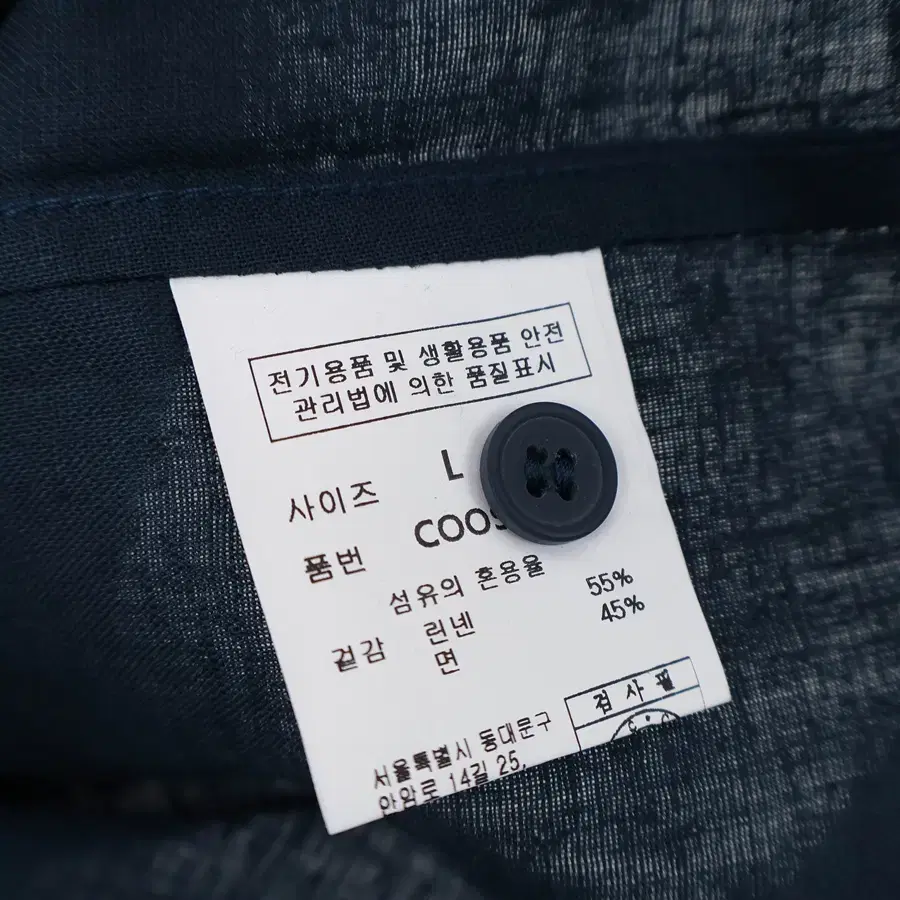 전기용품 및 생활용품 안전
관리법에 의한 품질표시
사이즈 L
품번
섬유의 혼용율
겉감 린넨 55%
면 45%
검사필
서울특별시 동대문구
안암로 14길 25,